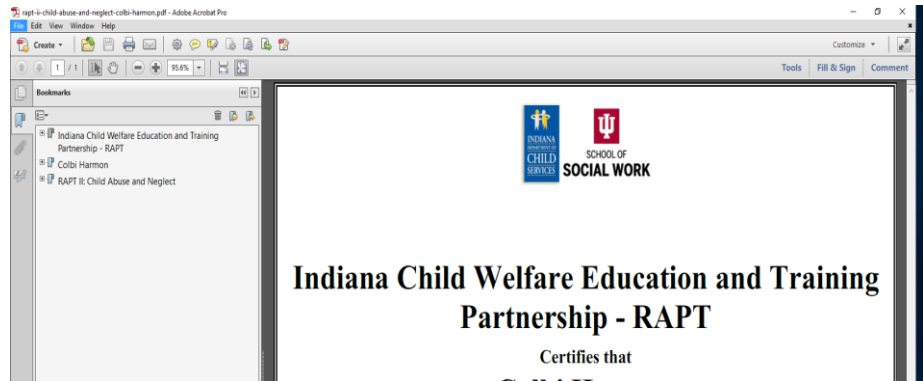 rapt-ii-child-abuse-and-neglect-colbi-harmon.pdf - Adobe Acrobat Pro
File Edit View Window Help
Create Customize
1 / 1 95.6% Tools Fill & Sign Comment
Bookmarks
Indiana Child Welfare Education and Training
Partnership - RAPT
Colbi Harmon
RAPT II: Child Abuse and Neglect
INDIANA
DEPARTMENT OF
CHILD
SERVICES
SCHOOL OF
SOCIAL WORK
Indiana Child Welfare Education and Training
Partnership - RAPT
Certifies that